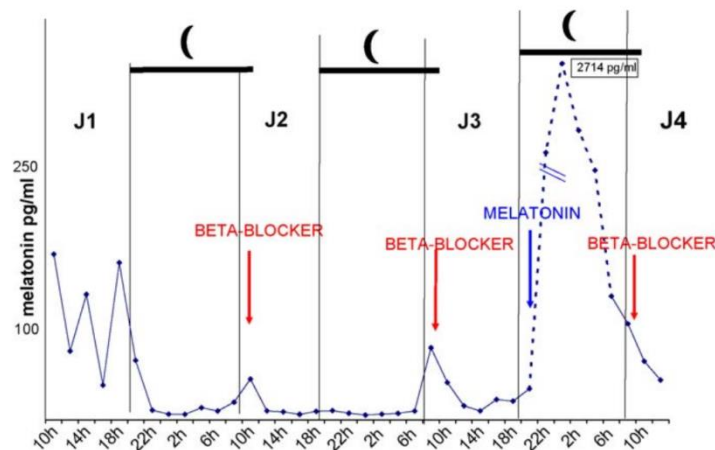 2714 pg/ml
J1
J2
J3
J4
250
MELATONIN
BETA-BLOCKER
BETA-BLOCKER
BETA-BLOCKER
melatonin pg/ml
100
10h
14h
18h
22h
2h
6h
10h
14h
18h
22h
2h
6h
10h
14h
18h
22h
2h
6h
10h